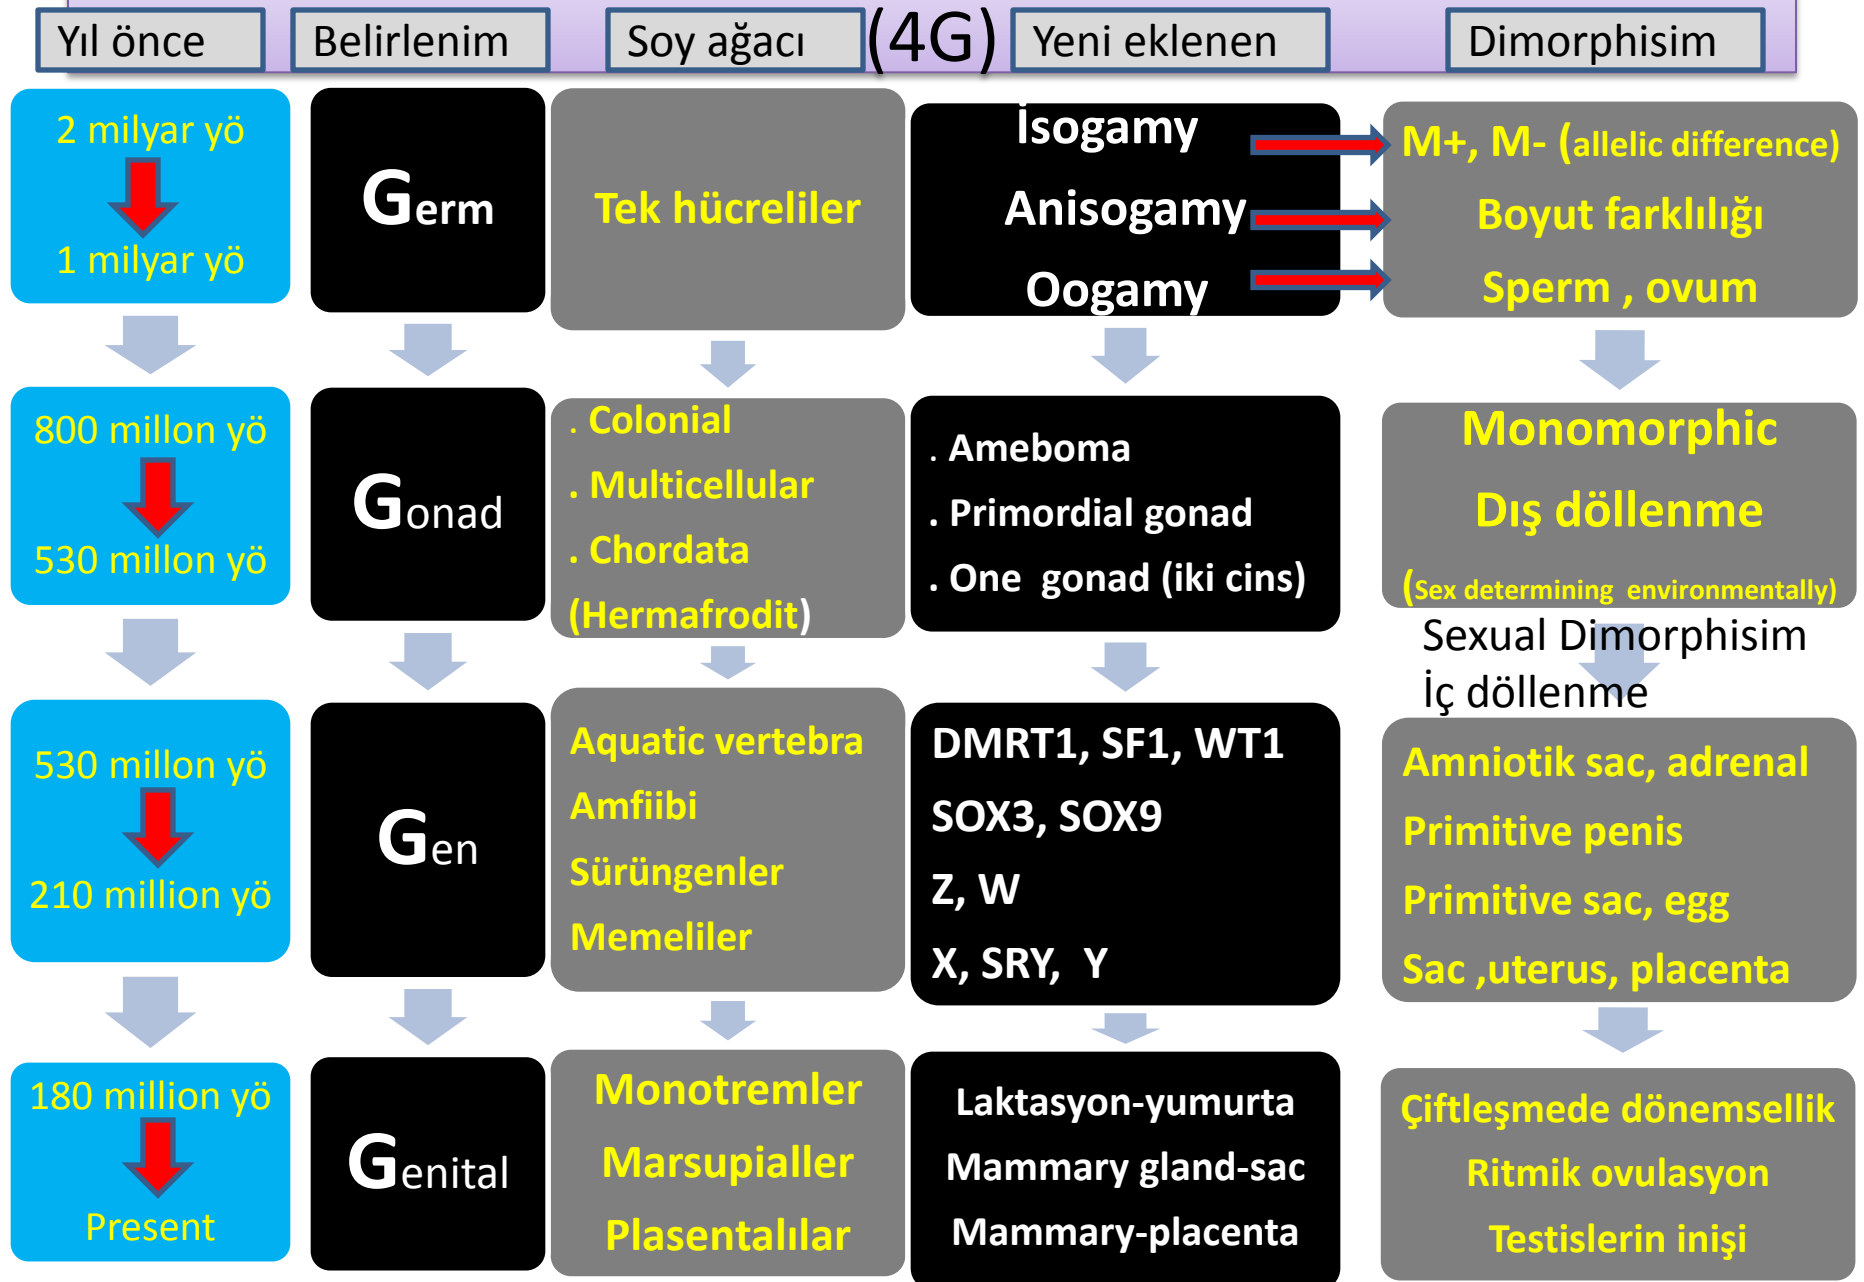 Yıl önce
Belirlenim
Soy ağacı
(4G)
Yeni eklenen
Dimorphisim
2 milyar yö
1 milyar yö
Germ
Tek hücreliler
İsogamy
Anisogamy
Oogamy
M+, M- (allelic difference)
Boyut farklılığı
Sperm , ovum
800 millon yö
530 millon yö
Gonad
. Colonial
. Multicellular
. Chordata
(Hermafrodit)
. Ameboma
. Primordial gonad
. One gonad (iki cins)
Monomorphic
Dış döllenme
(Sex determining environmentally)
Sexual Dimorphisim
İç döllenme
530 millon yö
210 million yö
Gen
Aquatic vertebra
Amfiibi
Sürüngenler
Memeliler
DMRT1, SF1, WT1
SOX3, SOX9
Z, W
X, SRY, Y
Amniotik sac, adrenal
Primitive penis
Primitive sac, egg
Sac ,uterus, placenta
180 million yö
Present
Genital
Monotremler
Marsupialler
Plasentalılar
Laktasyon-yumurta
Mammary gland-sac
Mammary-placenta
Çiftleşmede dönemsellik
Ritmik ovulasyon
Testislerin inişi